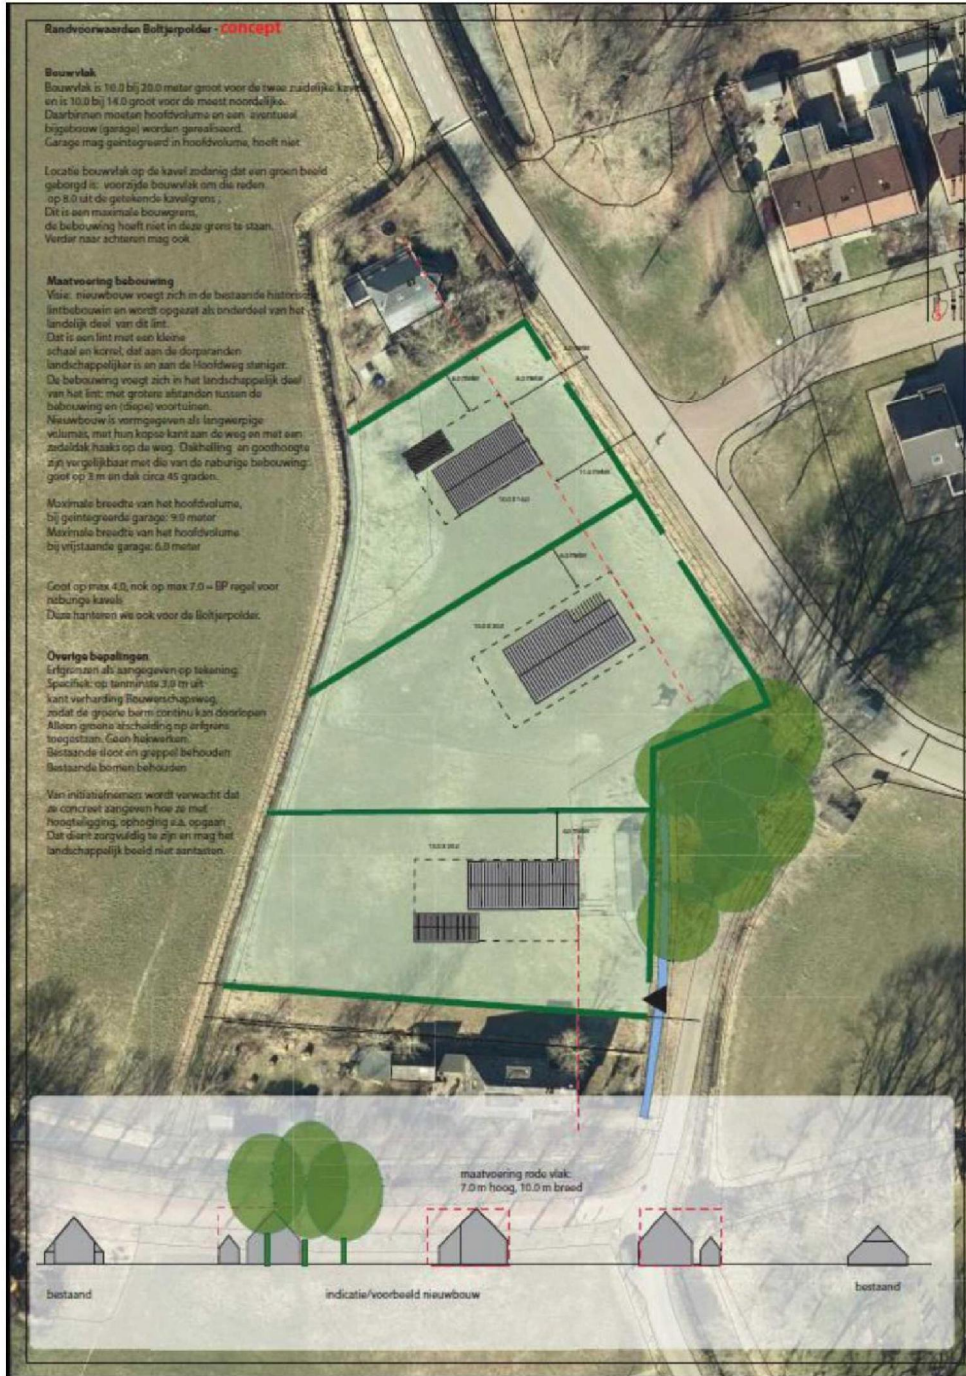 Randvoorwaarden Boltjerpolder - concept
Bouwvlak
Bouwvlak is 10.0 bij 20.0 meter groot voor de twee zuidelijke kavels
en is 10.0 bij 14.0 groot voor de meest noordelijke.
Daarbinnen moeten hoofdvolume en een eventueel
bijgebouw (garage) worden gerealiseerd.
Garage mag geintegreerd in hoofdvolume, hoeft niet
Locatie bouwvlak op de kavel zodanig dat een groen beeld
geborgd is: voorzijde bouwvlak om die reden
op 8.0 uit de getekende kavelgrens ;
Dit is een maximale bouwgrens,
de bebouwing hoeft niet in deze grens te staan.
Verder naar achteren mag ook
Maatvoering bebouwing
Visie: nieuwbouw voegt zich in de bestaande historische
lintbebouwin en wordt opgezet als onderdeel van het
landelijk deel van dit lint.
Dat is een lint met een kleine
schaal en korrel, dat aan de dorpsranden
landschappelijker is en aan de Hoofdweg steniger.
De bebouwing voegt zich in het landschappelijk deel
van het lint: met grotere afstanden tussen de
bebouwing en (diepe) voortuinen.
Nieuwbouw is vormgegeven als langwerpige
volumes, met hun kopse kant aan de weg en met een
zadeldak haaks op de weg. Dakhelling en goothoogte
zijn vergelijkbaar met die van de naburige bebouwing:
goot op 3 m en dak circa 45 graden.
Maximale breedte van het hoofdvolume,
bij geintegreerde garage: 9.0 meter
Maximale breedte van het hoofdvolume
bij vrijstaande garage: 6.0 meter
Goot op max 4.0, nok op max 7.0 = BP regel voor
naburige kavels
Deze hanteren we ook voor de Boltjerpolder.
Overige bepalingen
Erfgrenzen als aangegeven op tekening
Specifiek: op tenminste 3.0 m uit
kant verharding Bouwerschapsweg,
zodat de groene berm continu kan doorlopen
Alleen groene afscheiding op erfgrens
toegestaan. Geen hekwerken.
Bestaande sloot en greppel behouden
Bestaande bomen behouden
Van initiatiefnemers wordt verwacht dat
ze concreet aangeven hoe ze met
hoogteligging, ophoging e.a. opgaan
Dat dient zorgvuldig te zijn en mag het
landschappelijk beeld niet aantasten.
maatvoering rode vlak:
7.0 m hoog, 10.0 m breed
bestaand
indicatie/voorbeeld nieuwbouw
bestaand